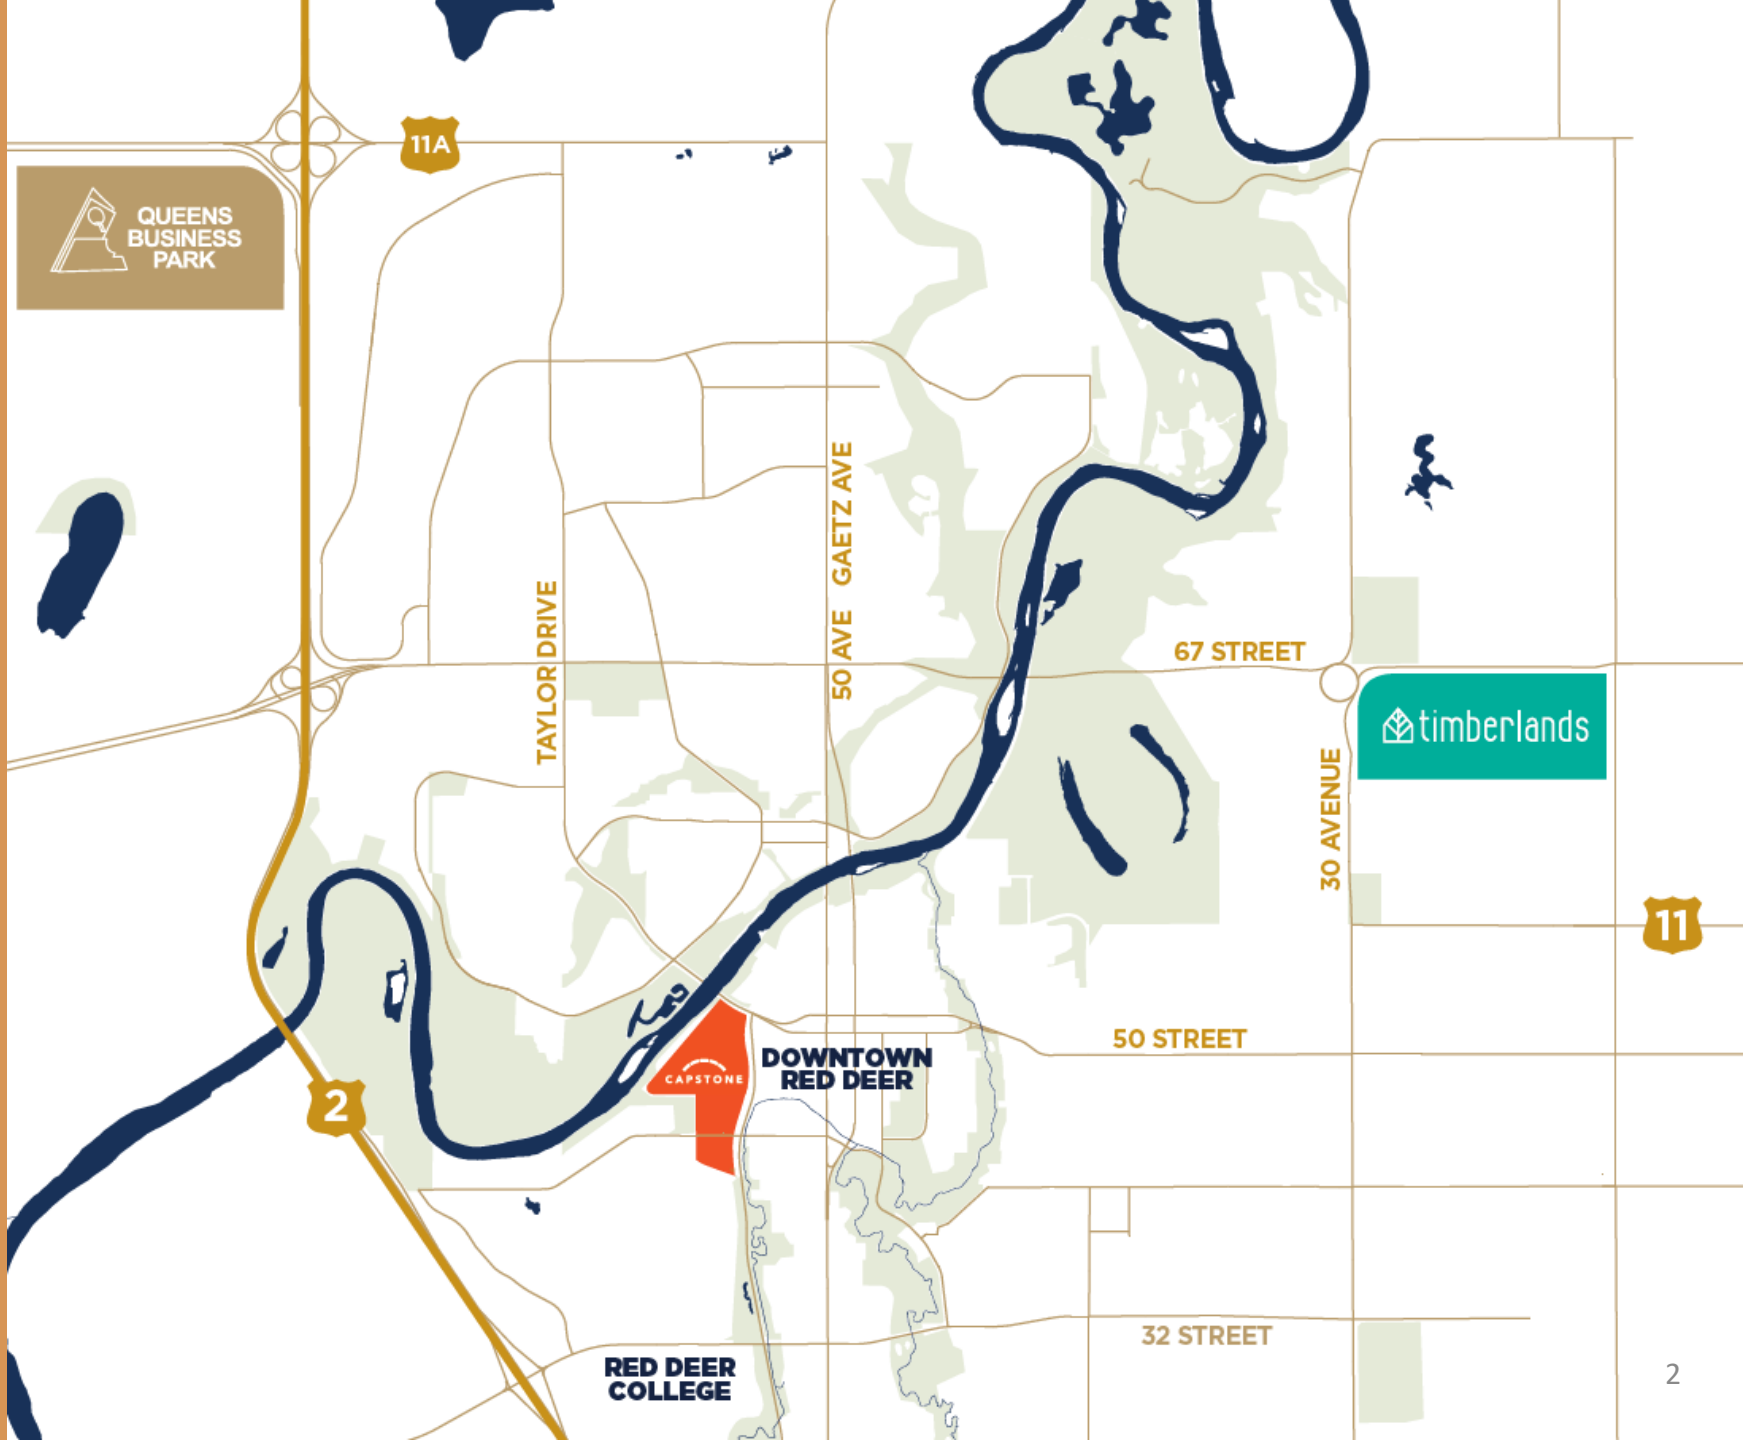 11A
QUEENS
BUSINESS
PARK
50 AVE GAETZ AVE
TAYLOR DRIVE
67 STREET
timberlands
30 AVENUE
11
50 STREET
DOWNTOWN
RED DEER
CAPSTONE
2
32 STREET
RED DEER
COLLEGE
2